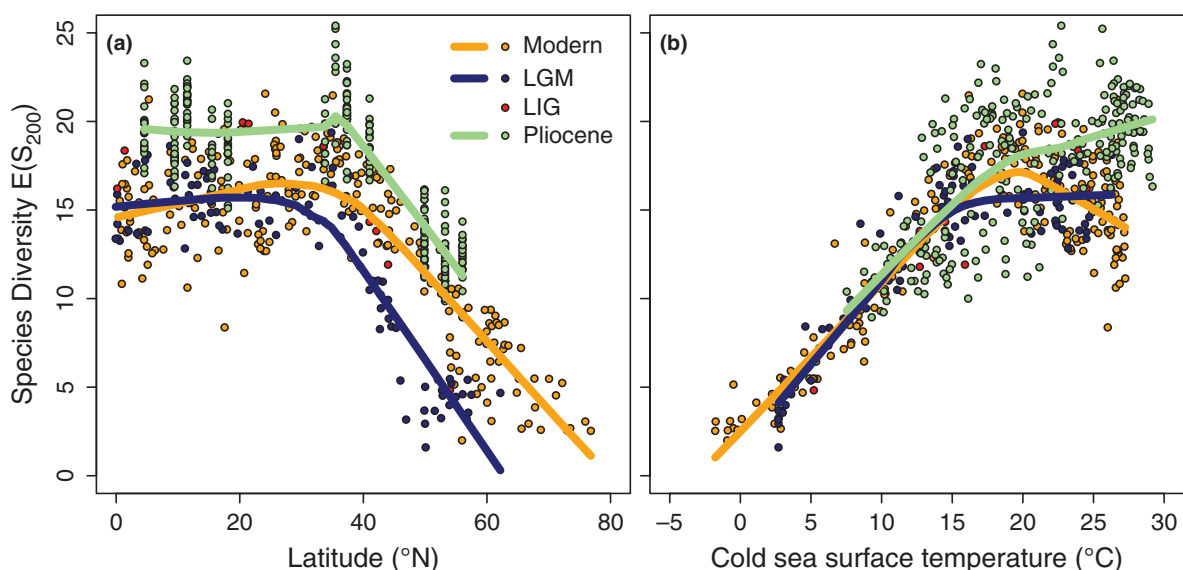 (a)
Modern
LGM
LIG
Pliocene
(b)
Species Diversity E(S200)
25
20
15
10
5
0
0 20 40 60 80
Latitude (°N)
−5 0 5 10 15 20 25 30
Cold sea surface temperature (°C)